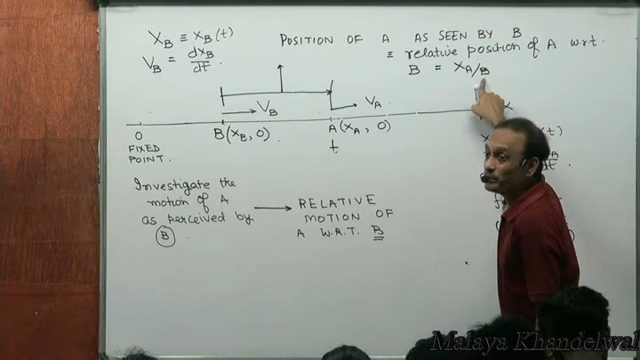 X_B ≡ X_B(t)
V_B = dX_B/dt.
POSITION OF A AS SEEN BY B
≡ relative position of A w.r.t.
B = X_A/B
V_B
V_A
X
0
FIXED
POINT.
B(X_B, 0)
A(X_A, 0)
t
(t)
Investigate the
motion of A
as perceived by
B
RELATIVE
MOTION OF
A W.R.T. B
Malaya Khandelwal